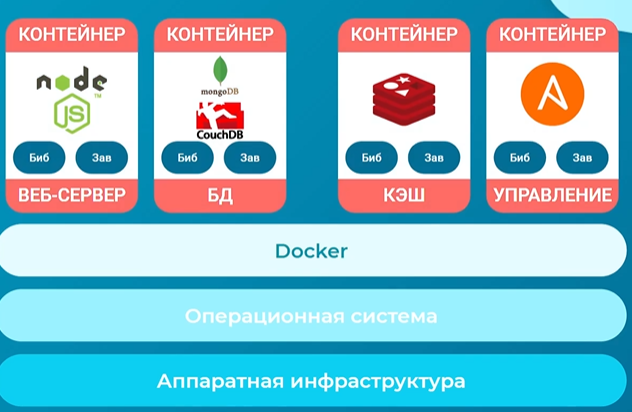 КОНТЕЙНЕР КОНТЕЙНЕР КОНТЕЙНЕР КОНТЕЙНЕР
node
TM
JS
mongoDB
CouchDB
Биб Зав Биб Зав Биб Зав Биб Зав
ВЕБ-СЕРВЕР БД КЭШ УПРАВЛЕНИЕ
Docker
Операционная система
Аппаратная инфраструктура